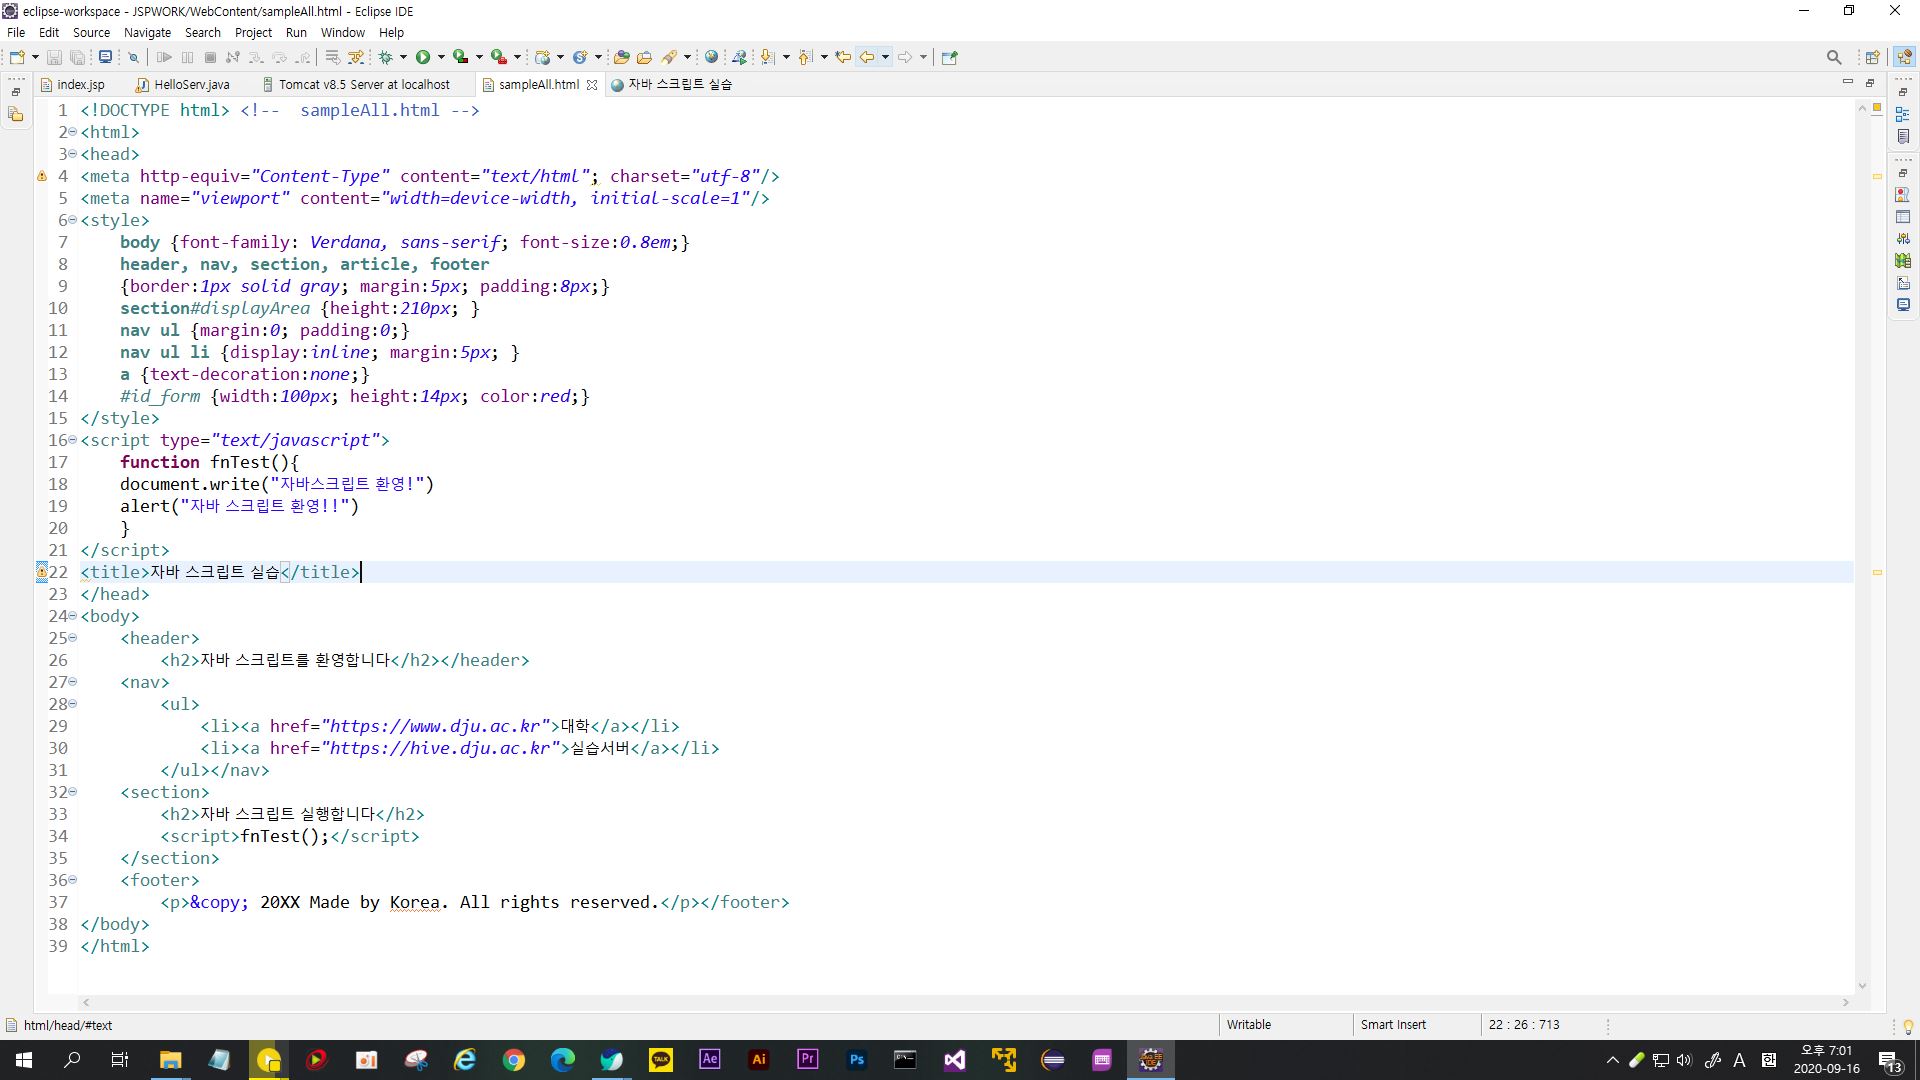 eclipse-workspace - JSPWORK/WebContent/sampleAll.html - Eclipse IDE
File Edit Source Navigate Search Project Run Window Help
index.jsp HelloServ.java Tomcat v8.5 Server at localhost sampleAll.html 자바 스크립트 실습
1 <!DOCTYPE html> <!--  sampleAll.html -->
2 <html>
3 <head>
4 <meta http-equiv="Content-Type" content="text/html"; charset="utf-8"/>
5 <meta name="viewport" content="width=device-width, initial-scale=1"/>
6 <style>
7     body {font-family: Verdana, sans-serif; font-size:0.8em;}
8     header, nav, section, article, footer
9     {border:1px solid gray; margin:5px; padding:8px;}
10     section#displayArea {height:210px; }
11     nav ul {margin:0; padding:0;}
12     nav ul li {display:inline; margin:5px; }
13     a {text-decoration:none;}
14     #id_form {width:100px; height:14px; color:red;}
15 </style>
16 <script type="text/javascript">
17     function fnTest(){
18     document.write("자바스크립트 환영!")
19     alert("자바 스크립트 환영!!")
20     }
21 </script>
22 <title>자바 스크립트 실습</title>
23 </head>
24 <body>
25     <header>
26         <h2>자바 스크립트를 환영합니다</h2></header>
27     <nav>
28         <ul>
29             <li><a href="https://www.dju.ac.kr">대학</a></li>
30             <li><a href="https://hive.dju.ac.kr">실습서버</a></li>
31         </ul></nav>
32     <section>
33         <h2>자바 스크립트 실행합니다</h2>
34         <script>fnTest();</script>
35     </section>
36     <footer>
37         <p>&copy; 20XX Made by Korea. All rights reserved.</p></footer>
38 </body>
39 </html>
html/head/#text Writable Smart Insert 22 : 26 : 713
TALK Ae Ai Pr Ps A 오후 7:01
2020-09-16 13